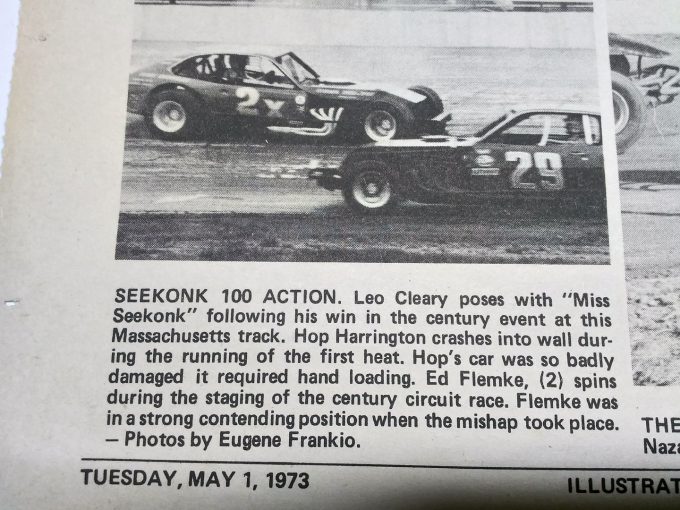 2x
29
SEEKONK 100 ACTION. Leo Cleary poses with "Miss
Seekonk" following his win in the century event at this
Massachusetts track. Hop Harrington crashes into wall dur-
ing the running of the first heat. Hop's car was so badly
damaged it required hand loading. Ed Flemke, (2) spins
during the staging of the century circuit race. Flemke was
in a strong contending position when the mishap took place.
— Photos by Eugene Frankio.
THE
Naza
TUESDAY, MAY 1, 1973
ILLUSTRAT